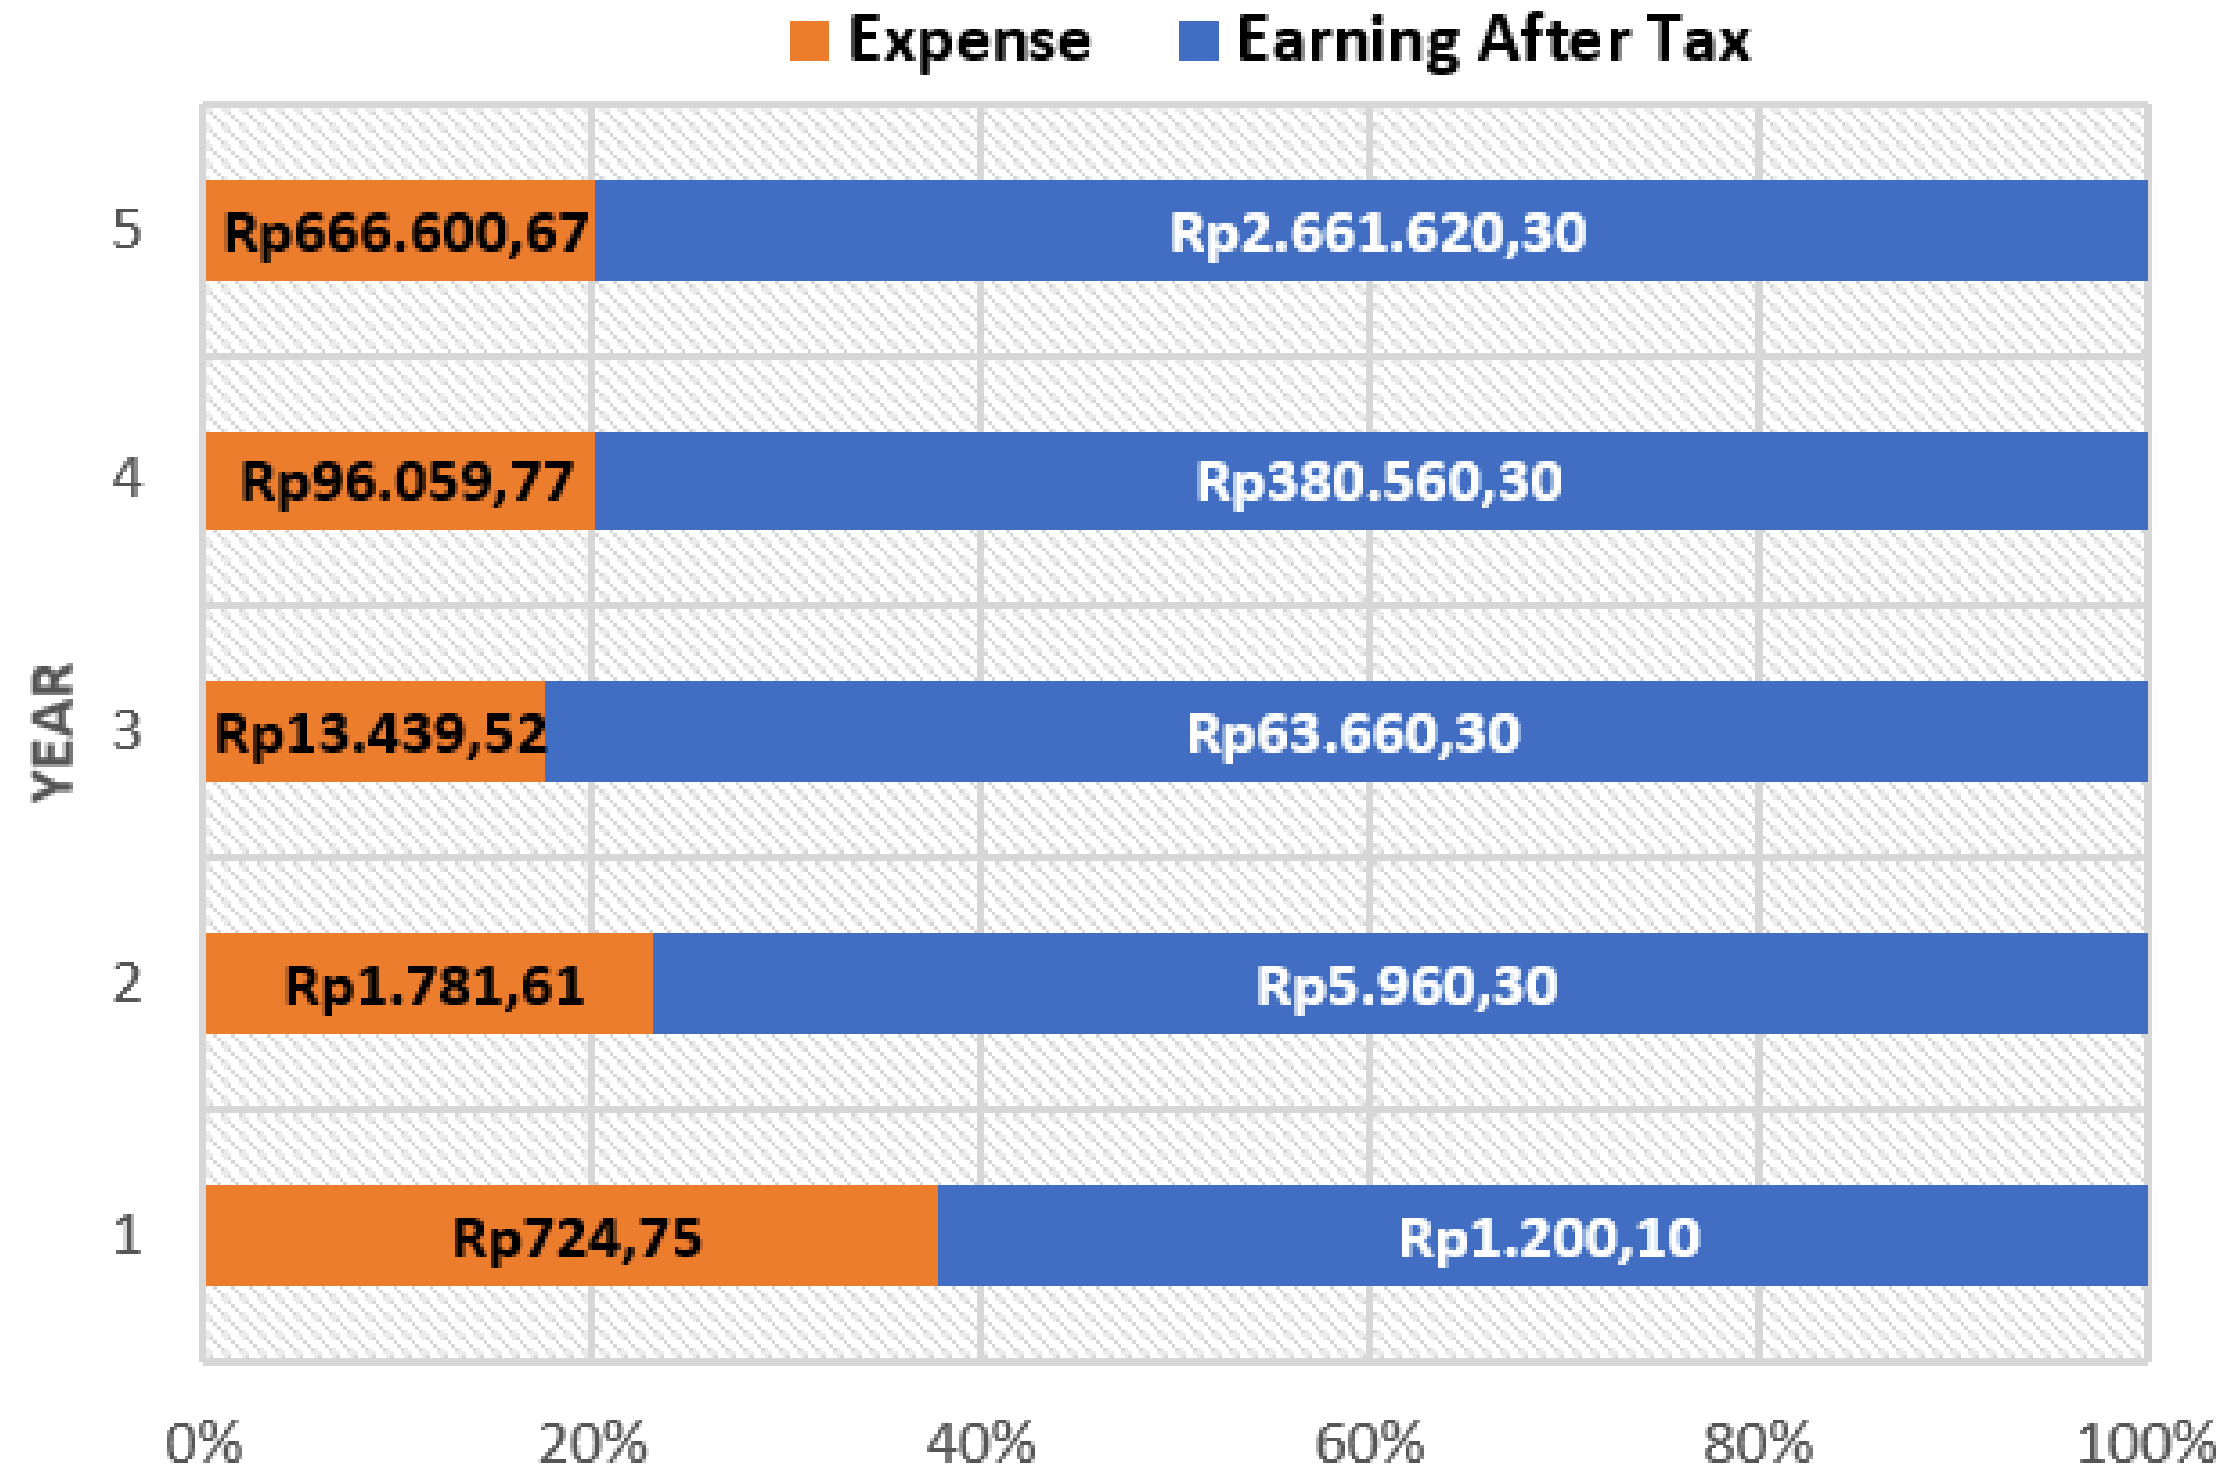 Expense Earning After Tax
5 Rp666.600,67 Rp2.661.620,30
4 Rp96.059,77 Rp380.560,30
YEAR
3 Rp13.439,52 Rp63.660,30
2 Rp1.781,61 Rp5.960,30
1 Rp724,75 Rp1.200,10
0% 20% 40% 60% 80% 100%